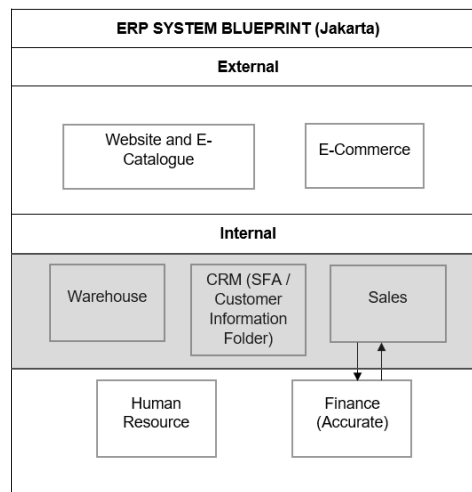 ERP SYSTEM BLUEPRINT (Jakarta)
External
Website and E-
Catalogue
E-Commerce
Internal
Warehouse
CRM (SFA /
Customer
Information
Folder)
Sales
Human
Resource
Finance
(Accurate)